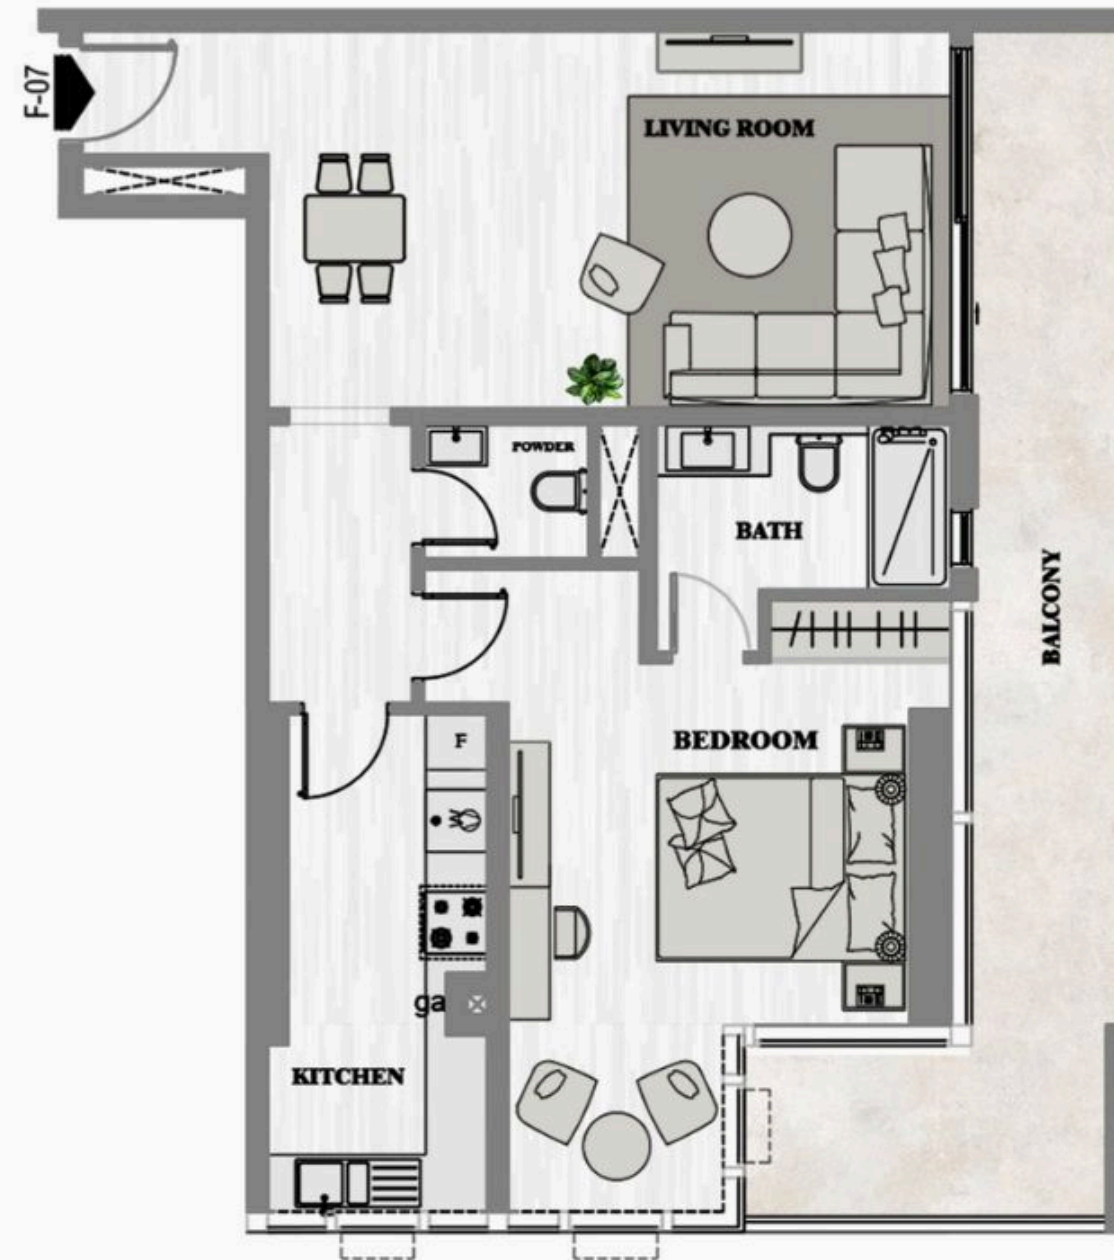 F-07
LIVING ROOM
POWDER
BATH
BALCONY
BEDROOM
F
W
ga
KITCHEN